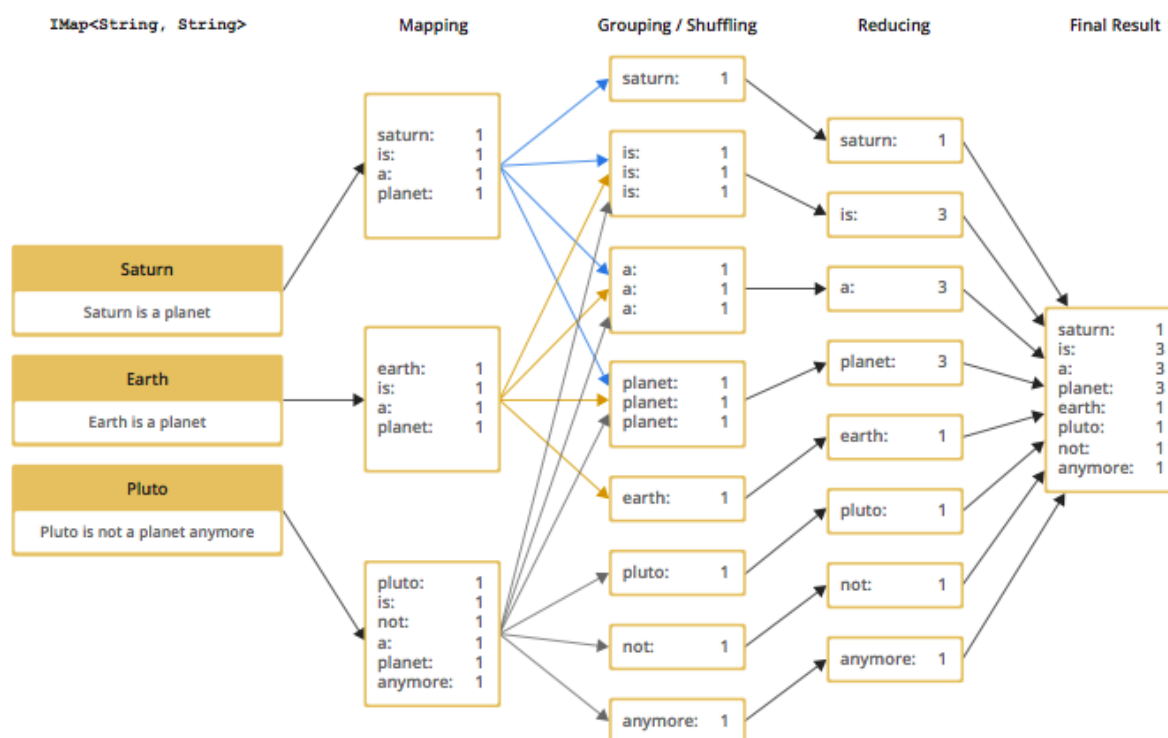 IMap<String, String>
Mapping
Grouping / Shuffling
Reducing
Final Result
Saturn
Saturn is a planet
Earth
Earth is a planet
Pluto
Pluto is not a planet anymore
saturn: 1
is: 1
a: 1
planet: 1
earth: 1
is: 1
a: 1
planet: 1
pluto: 1
is: 1
not: 1
a: 1
planet: 1
anymore: 1
saturn: 1
is: 1
is: 1
is: 1
a: 1
a: 1
a: 1
planet: 1
planet: 1
planet: 1
earth: 1
pluto: 1
not: 1
anymore: 1
saturn: 1
is: 3
a: 3
planet: 3
earth: 1
pluto: 1
not: 1
anymore: 1
saturn: 1
is: 3
a: 3
planet: 3
earth: 1
pluto: 1
not: 1
anymore: 1